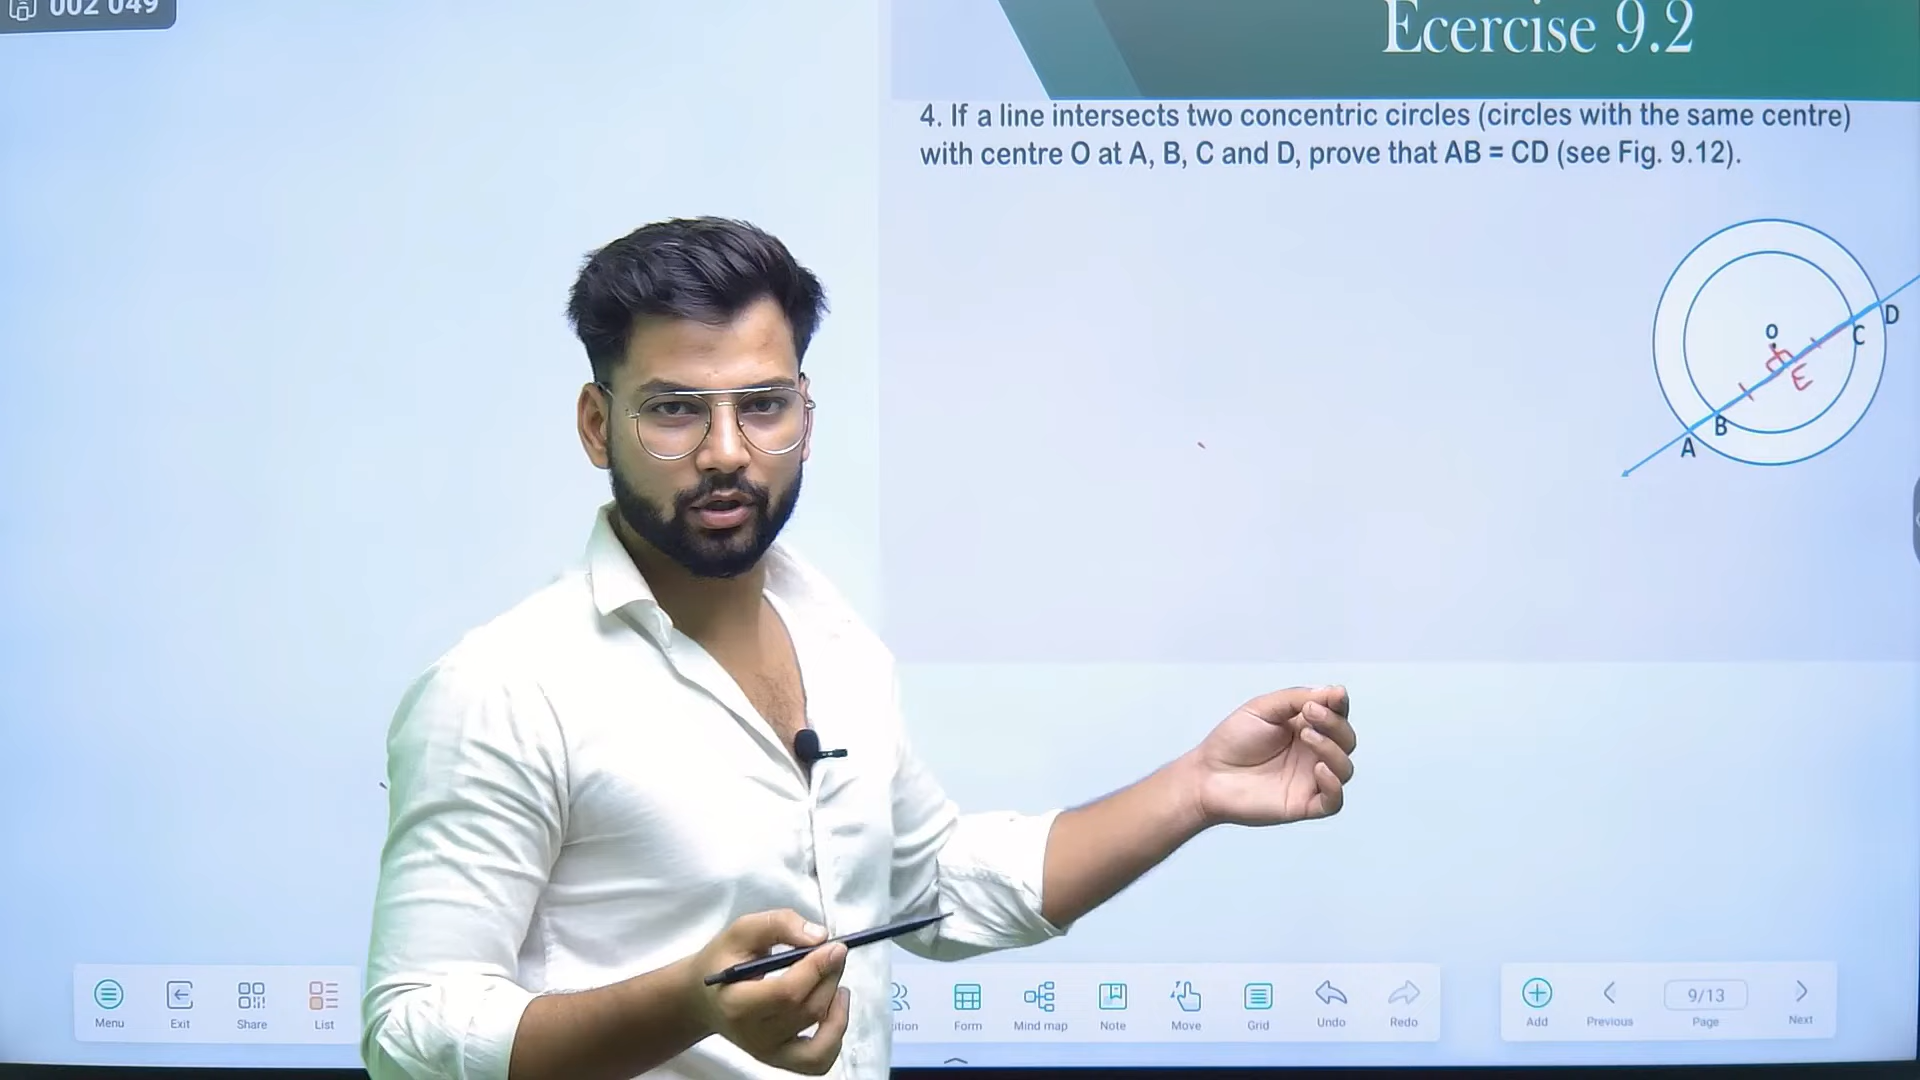 002 049
Ecercise 9.2
4. If a line intersects two concentric circles (circles with the same centre)
with centre O at A, B, C and D, prove that AB = CD (see Fig. 9.12).
D
O
C
E
B
A
Menu
Exit
Share
List
Form
Mind map
Note
Move
Grid
Undo
Redo
Add
Previous
9/13
Page
Next